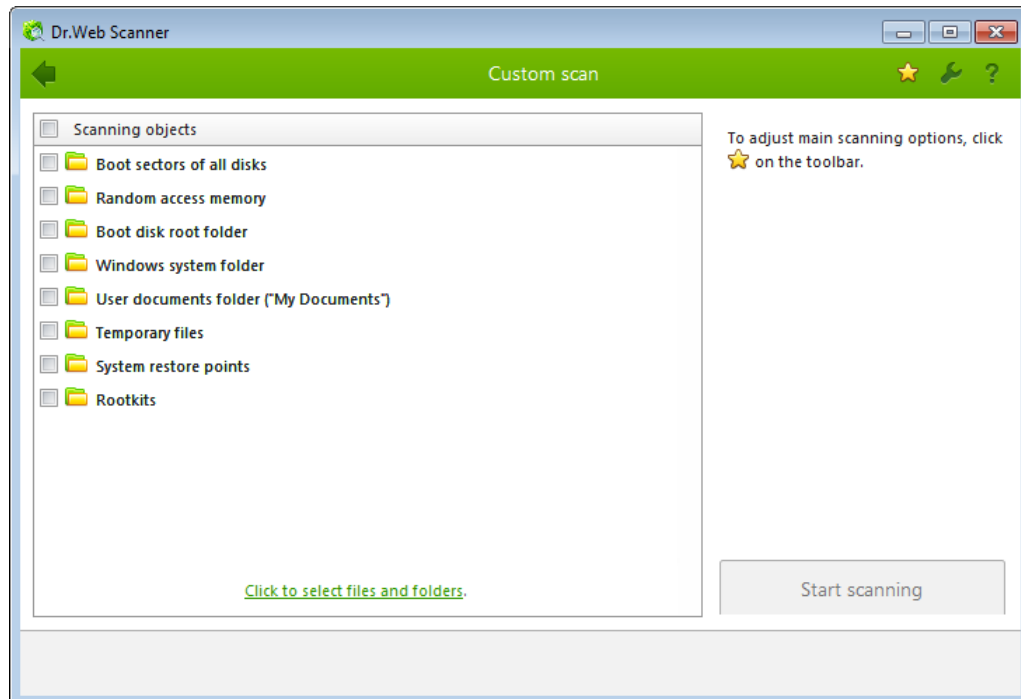 Dr.Web Scanner
Custom scan
?
Scanning objects
Boot sectors of all disks
Random access memory
Boot disk root folder
Windows system folder
User documents folder ("My Documents")
Temporary files
System restore points
Rootkits
Click to select files and folders.
To adjust main scanning options, click
on the toolbar.
Start scanning